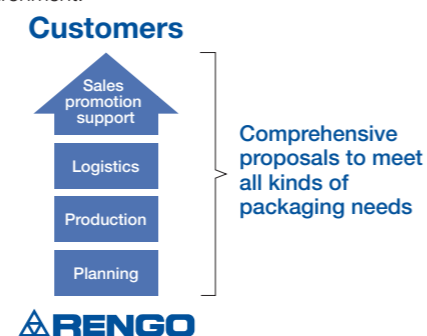 Customers
Sales
promotion
support
Logistics
Production
Planning
Comprehensive
proposals to meet
all kinds of
packaging needs
RENGO